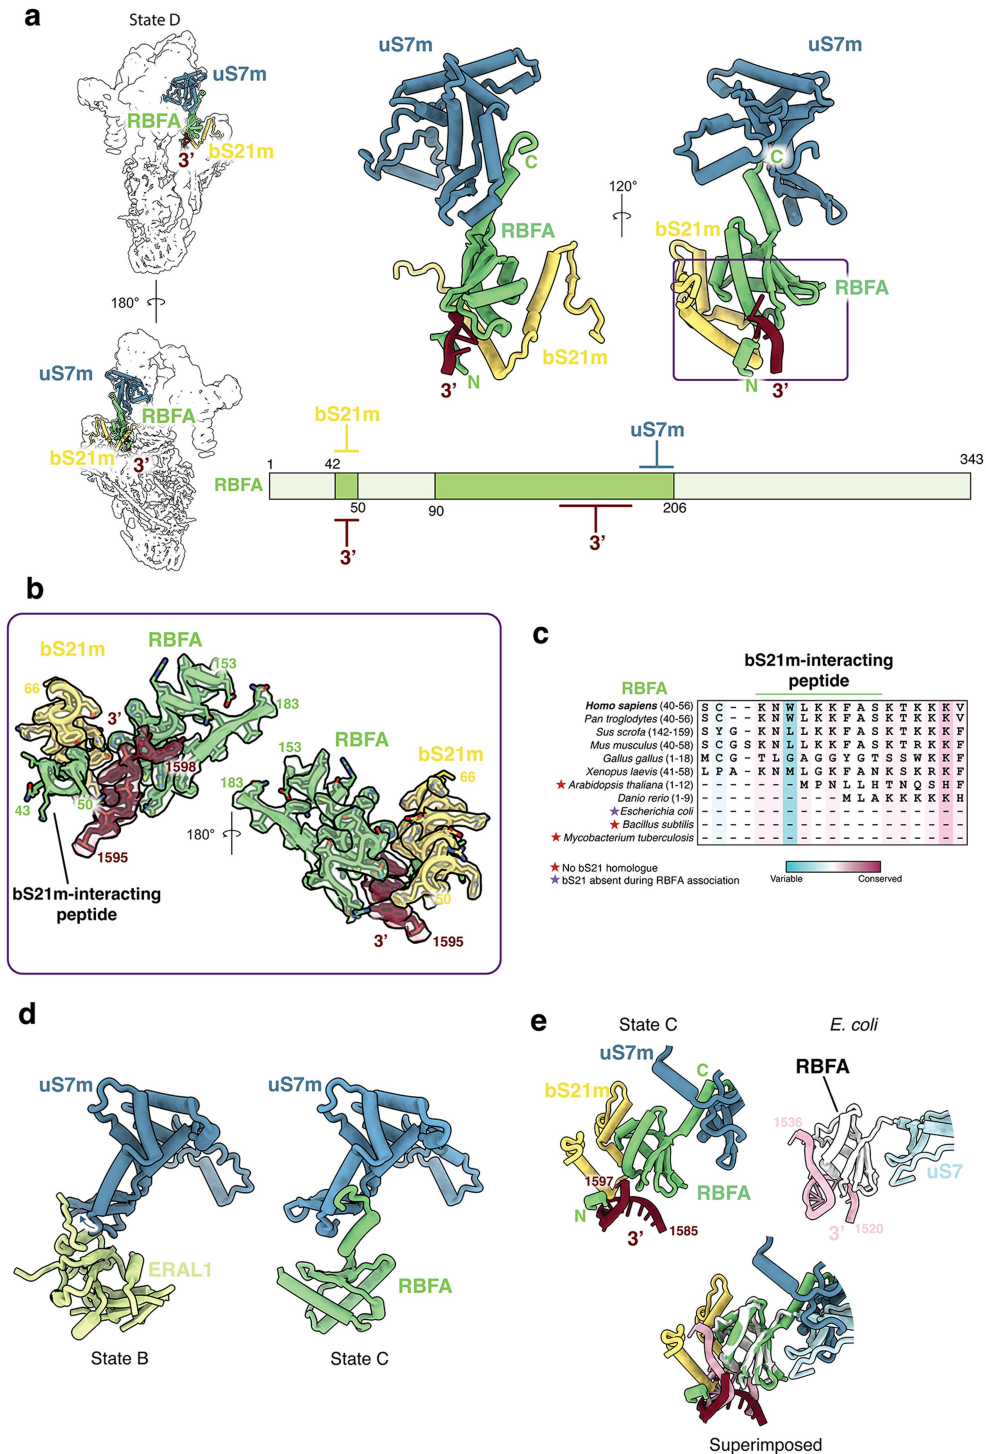 a
State D
uS7m
RBFA
bS21m
3’
180°
uS7m
RBFA
bS21m
3’
uS7m
C
RBFA
bS21m
3’
N
120°
uS7m
C
bS21m
RBFA
N
3’
bS21m
uS7m
1
42
343
RBFA
50
90
206
3’
3’
b
bS21m
RBFA
66
153
183
3’
1598
43
50
1595
bS21m-interacting
peptide
180°
153
RBFA
bS21m
183
66
50
3’
1595
c
bS21m-interacting
peptide
RBFA
Homo sapiens (40-56) S C - - K N W L K K F A S K T K K K V
Pan troglodytes (40-56) S C - - K N W L K K F A S K T K K K V
Sus scrofa (142-159) S Y G - K N L L K K F A S K T K K K F
Mus musculus (40-58) S C G S K N L L K K F A S K T R K K F
Gallus gallus (1-18) M C G - T L G A G G Y G T S S W K K F
Xenopus laevis (41-58) L P A - K N M L G K F A N K S K R K F
Arabidopsis thaliana (1-12) - - - - - - - M P N L L H T N Q S H F
Danio rerio (1-9) M L A K K K K K H
Escherichia coli
Bacillus subtilis
Mycobacterium tuberculosis
No bS21 homologue
bS21 absent during RBFA association
Variable
Conserved
d
uS7m
ERAL1
State B
uS7m
RBFA
State C
e
State C
uS7m
bS21m
C
1597
RBFA
N
3’
1585
E. coli
RBFA
1536
uS7
3’
1520
Superimposed